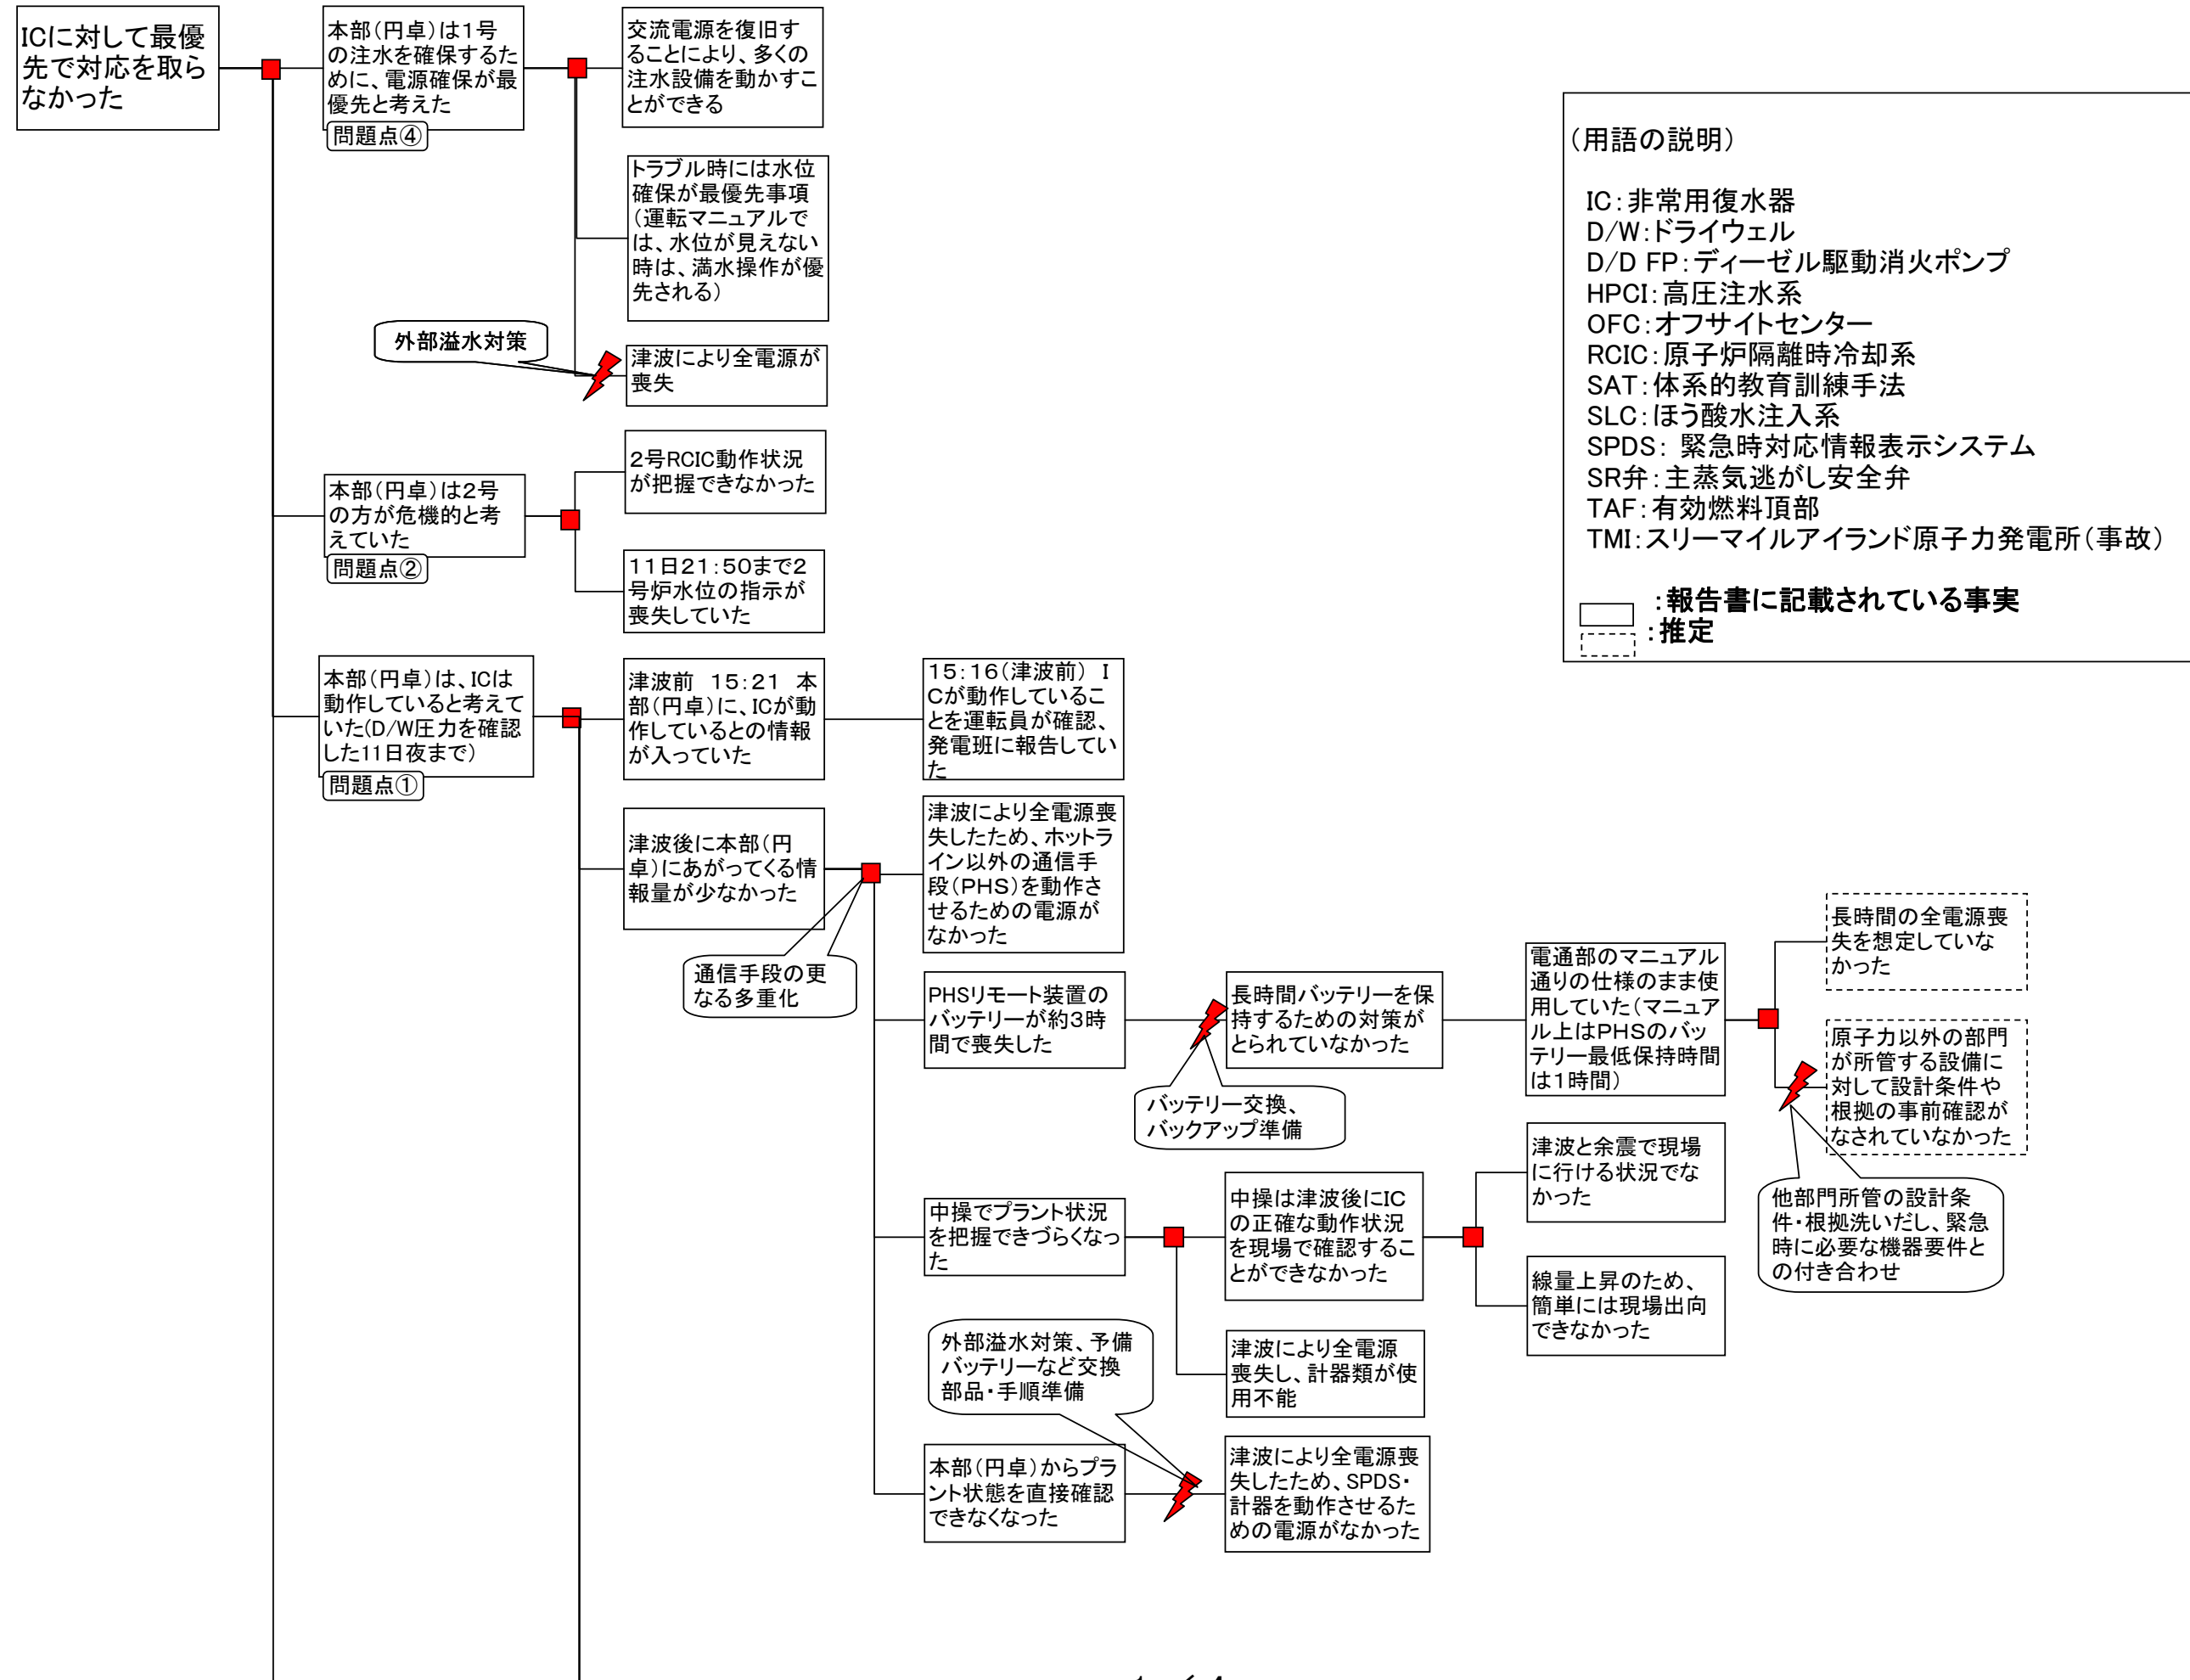 ICに対して最優
先で対応を取ら
なかった
本部（円卓）は１号
の注水を確保するた
めに、電源確保が最
優先と考えた
問題点④
交流電源を復旧す
ることにより、多くの
注水設備を動かすこ
とができる
トラブル時には水位
確保が最優先事項
（運転マニュアルで
は、水位が見えない
時は、満水操作が優
先される）
外部溢水対策
津波により全電源が
喪失
本部（円卓）は２号
の方が危機的と考
えていた
問題点②
２号RCIC動作状況
が把握できなかった
１１日２１：５０まで２
号炉水位の指示が
喪失していた
本部（円卓）は、ICは
動作していると考えて
いた(D/W圧力を確認
した11日夜まで）
問題点①
津波前　１５：２１　本
部（円卓）に、ICが動
作しているとの情報
が入っていた
１５：１６（津波前）　Ｉ
Ｃが動作しているこ
とを運転員が確認、
発電班に報告してい
た
津波後に本部（円
卓）にあがってくる情
報量が少なかった
通信手段の更
なる多重化
津波により全電源喪
失したため、ホットラ
イン以外の通信手
段（ＰＨＳ）を動作さ
せるための電源が
なかった
PHSリモート装置の
バッテリーが約３時
間で喪失した
バッテリー交換、
バックアップ準備
長時間バッテリーを保
持するための対策が
とられていなかった
電通部のマニュアル
通りの仕様のまま使
用していた（マニュア
ル上はPHSのバッ
テリー最低保持時間
は１時間）
長時間の全電源喪
失を想定していな
かった
原子力以外の部門
が所管する設備に
対して設計条件や
根拠の事前確認が
なされていなかった
他部門所管の設計条
件・根拠洗いだし、緊急
時に必要な機器要件と
の付き合わせ
中操でプラント状況
を把握できづらくなっ
た
中操は津波後にIC
の正確な動作状況
を現場で確認するこ
とができなかった
津波と余震で現場
に行ける状況でな
かった
線量上昇のため、
簡単には現場出向
できなかった
津波により全電源
喪失し、計器類が使
用不能
外部溢水対策、予備
バッテリーなど交換
部品・手順準備
本部（円卓）からプラ
ント状態を直接確認
できなくなった
津波により全電源喪
失したため、SPDS・
計器を動作させるた
めの電源がなかった
（用語の説明）
IC：非常用復水器
D/W：ドライウェル
D/D FP：ディーゼル駆動消火ポンプ
HPCI：高圧注水系
OFC：オフサイトセンター
RCIC：原子炉隔離時冷却系
SAT：体系的教育訓練手法
SLC：ほう酸水注入系
SPDS： 緊急時対応情報表示システム
SR弁：主蒸気逃がし安全弁
TAF：有効燃料頂部
TMI：スリーマイルアイランド原子力発電所（事故）
：報告書に記載されている事実
：推定